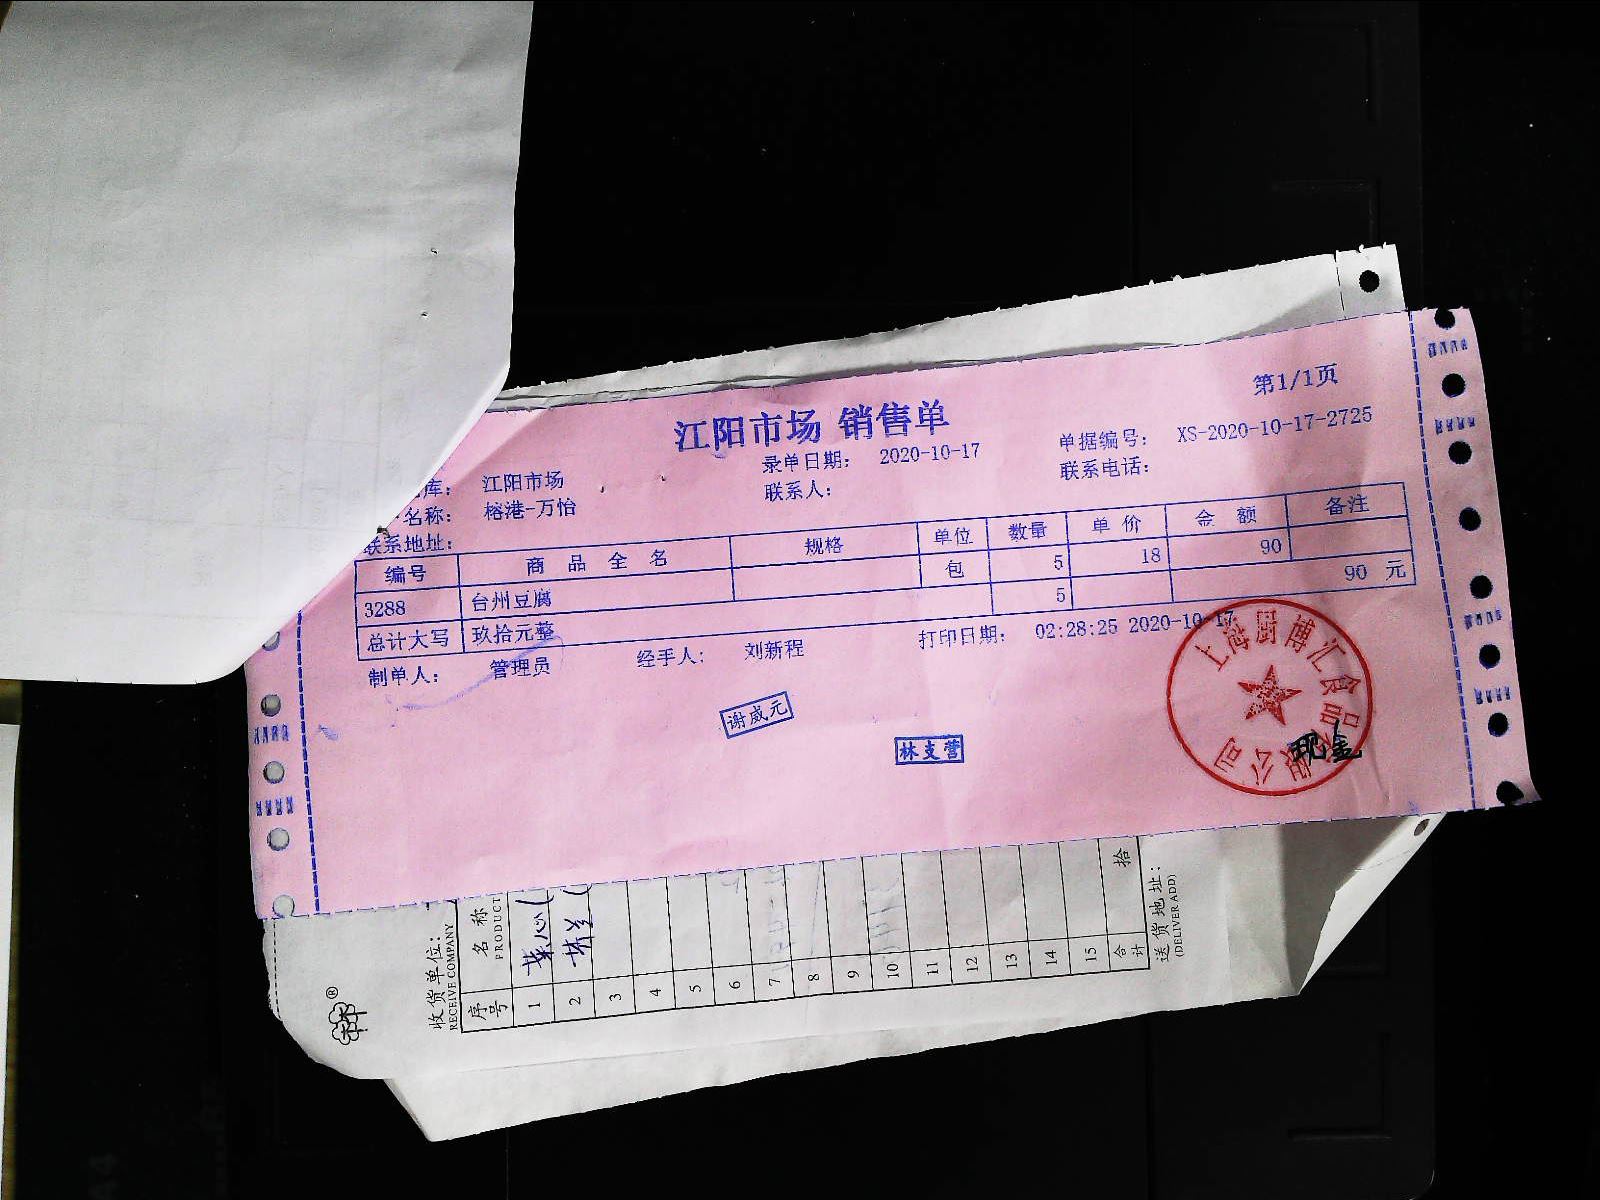 第1/1页
江阳市场 销售单
库： 江阳市场 录单日期： 2020-10-17 单据编号： XS-2020-10-17-2725
名称： 榕港-万怡 联系人： 联系电话：
联系地址：
编号 商品全名 规格 单位 数量 单价 金额 备注
3288 台州豆腐 包 5 18 90
总计大写 玖拾元整 5 90 元
制单人： 管理员 经手人： 刘新程 打印日期： 02:28:25 2020-10-17
谢威元
林支营
上海厨博汇食品有限公司
现金
®
收货单位：
RECEIVE COMPANY
序号 名称
PRODUCT
1 菜心(
2
3
4
5
6
7
8
9
10
11
12
13
14
15
合计 拾
送货地址：
(DELIVER ADD)